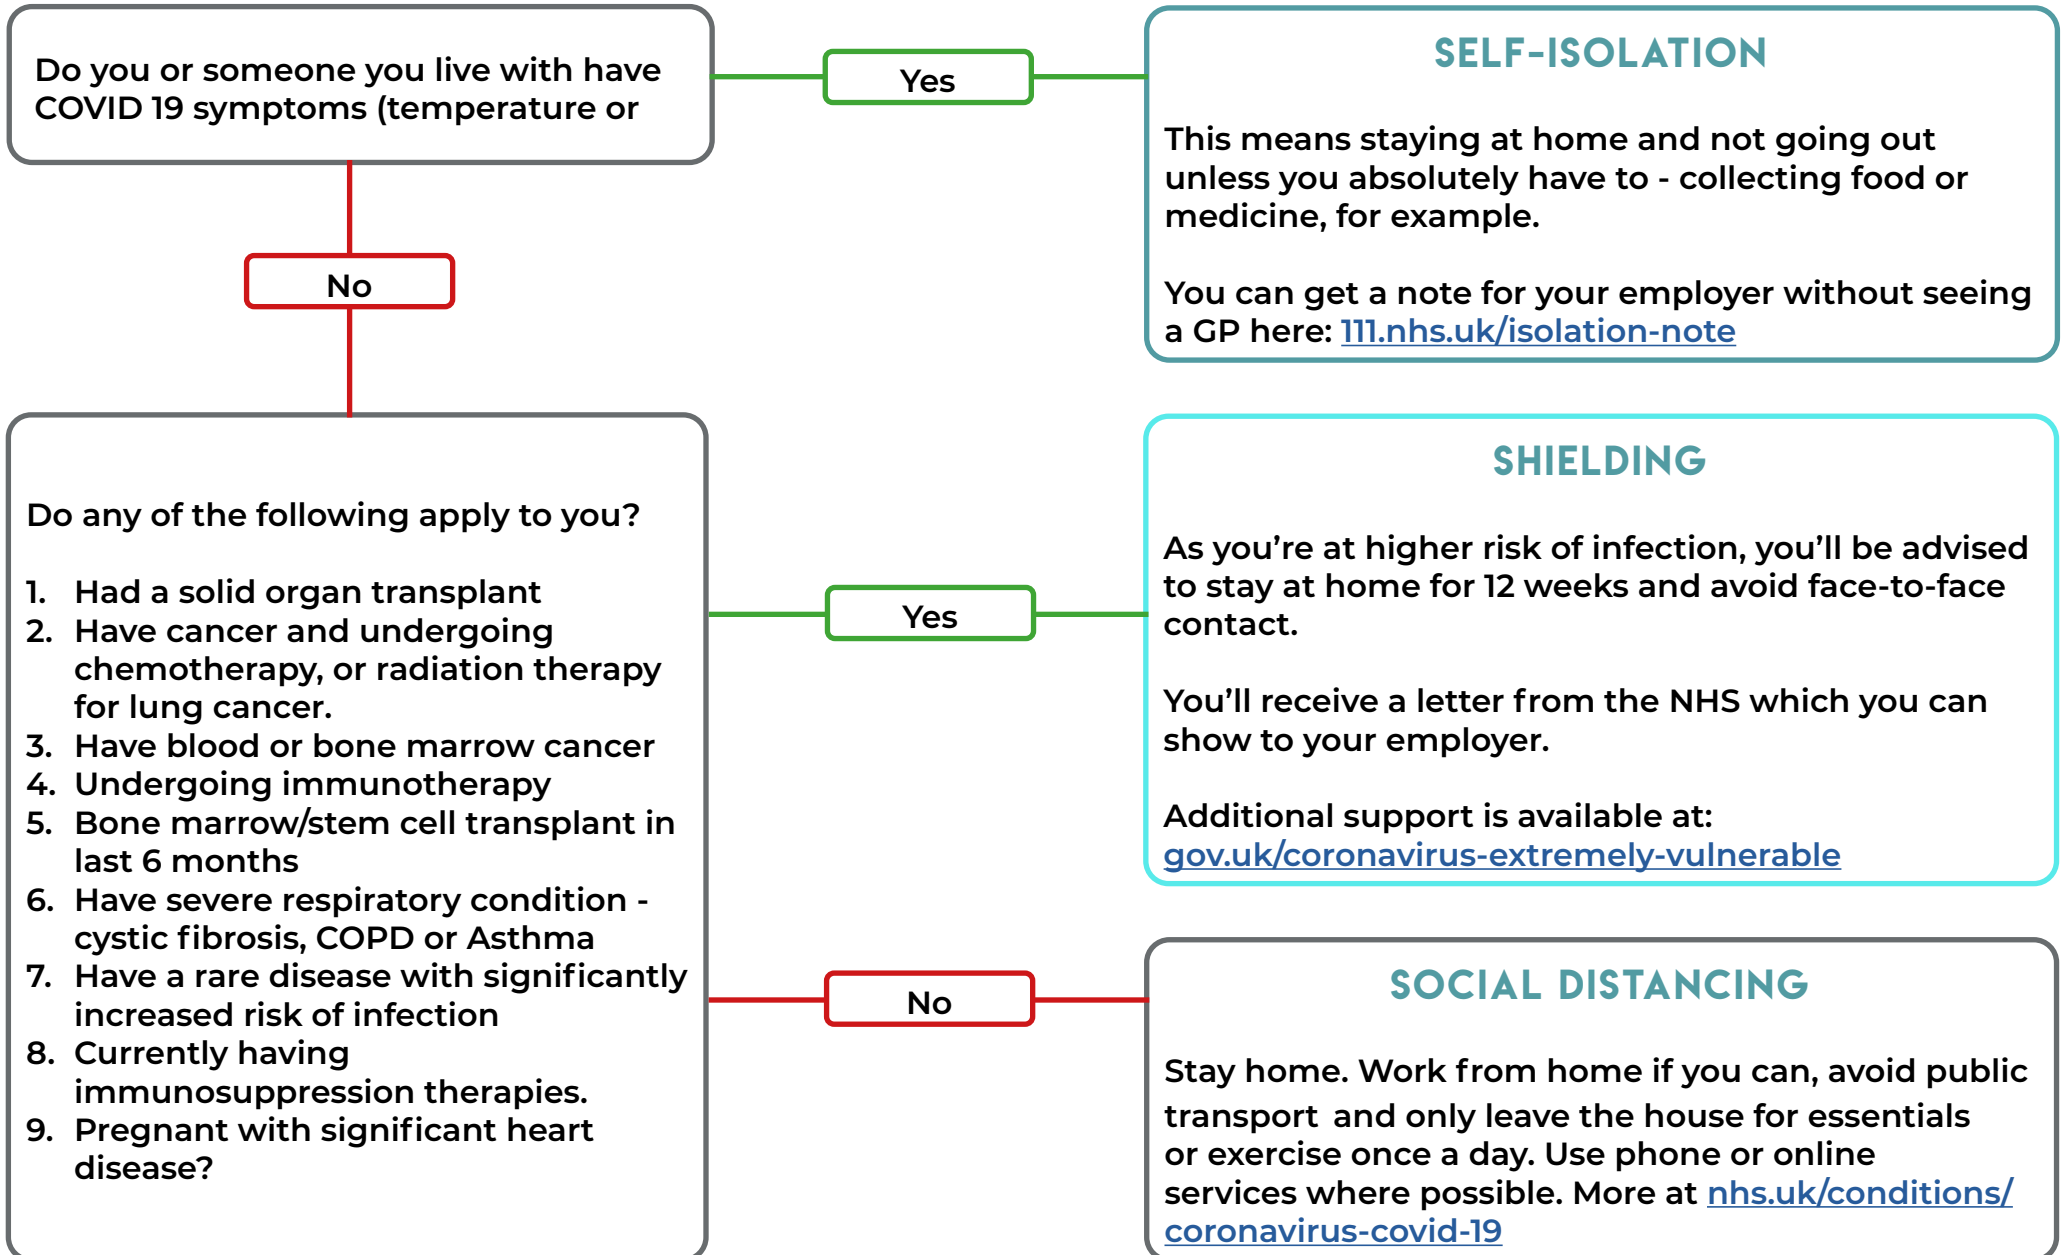 Do you or someone you live with have
COVID 19 symptoms (temperature or
Yes
SELF-ISOLATION
This means staying at home and not going out
unless you absolutely have to - collecting food or
medicine, for example.
You can get a note for your employer without seeing
a GP here: 111.nhs.uk/isolation-note
No
Do any of the following apply to you?
1. Had a solid organ transplant
2. Have cancer and undergoing
chemotherapy, or radiation therapy
for lung cancer.
3. Have blood or bone marrow cancer
4. Undergoing immunotherapy
5. Bone marrow/stem cell transplant in
last 6 months
6. Have severe respiratory condition -
cystic fibrosis, COPD or Asthma
7. Have a rare disease with significantly
increased risk of infection
8. Currently having
immunosuppression therapies.
9. Pregnant with significant heart
disease?
Yes
SHIELDING
As you’re at higher risk of infection, you’ll be advised
to stay at home for 12 weeks and avoid face-to-face
contact.
You’ll receive a letter from the NHS which you can
show to your employer.
Additional support is available at:
gov.uk/coronavirus-extremely-vulnerable
No
SOCIAL DISTANCING
Stay home. Work from home if you can, avoid public
transport and only leave the house for essentials
or exercise once a day. Use phone or online
services where possible. More at nhs.uk/conditions/
coronavirus-covid-19